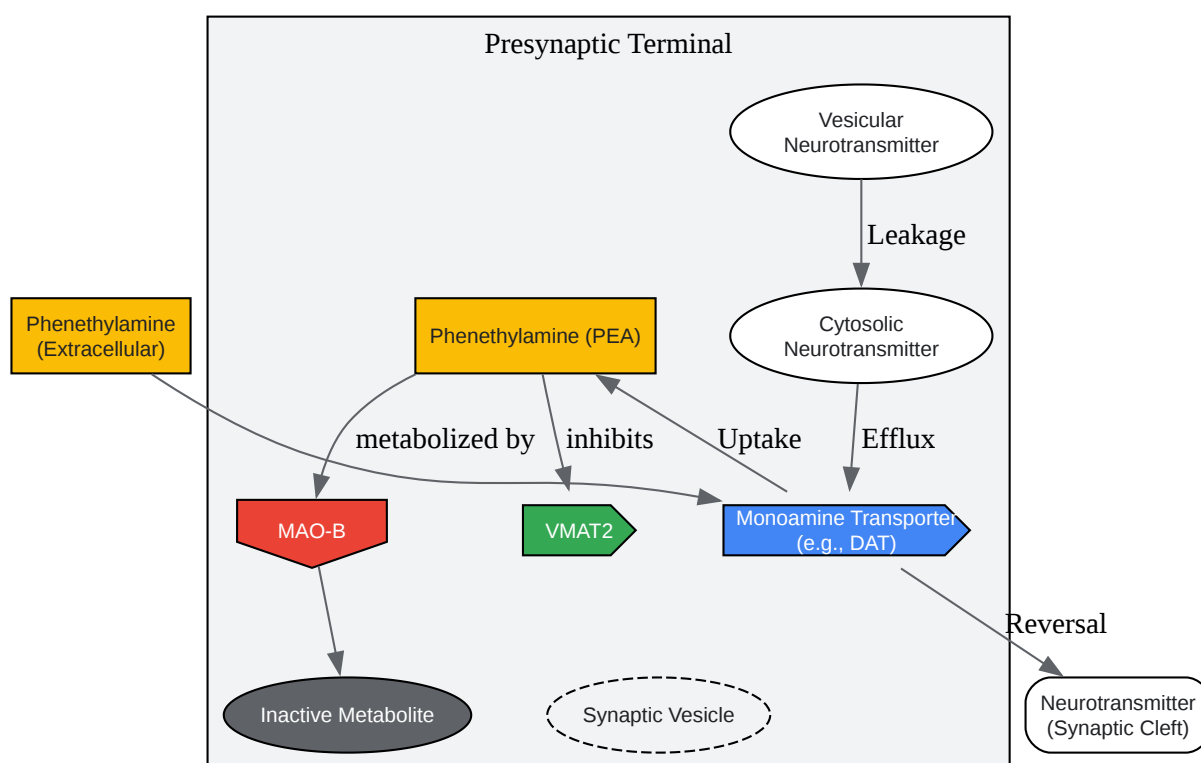 Presynaptic Terminal
Vesicular
Neurotransmitter
Leakage
Phenethylamine
(Extracellular)
Phenethylamine (PEA)
Cytosolic
Neurotransmitter
metabolized by
inhibits
Uptake
Efflux
MAO-B
VMAT2
Monoamine Transporter
(e.g., DAT)
Reversal
Inactive Metabolite
Synaptic Vesicle
Neurotransmitter
(Synaptic Cleft)